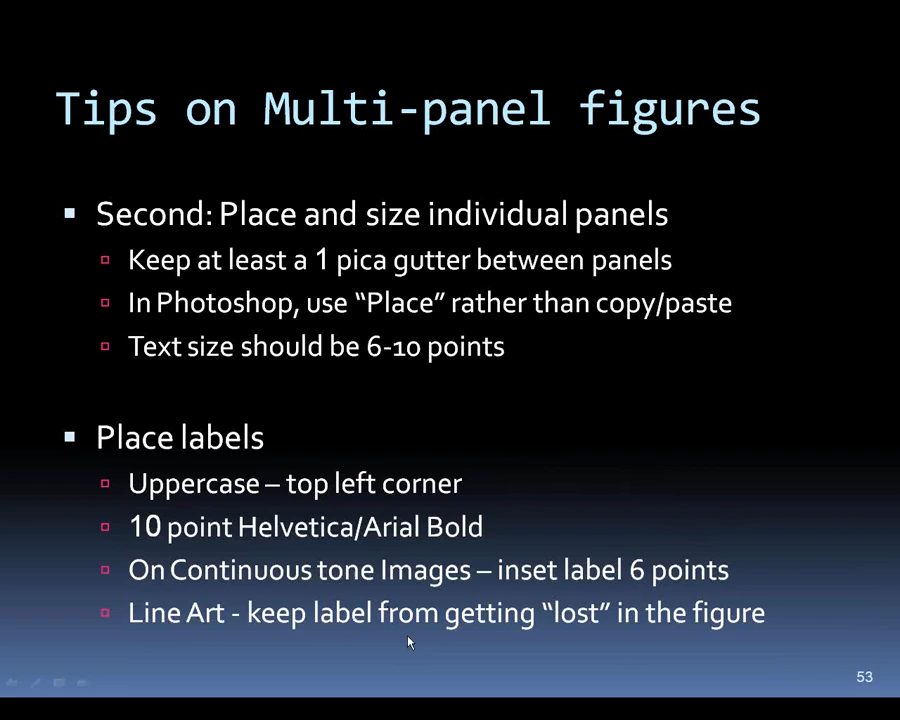 Tips on Multi-panel figures
Second: Place and size individual panels
Keep at least a 1 pica gutter between panels
In Photoshop, use “Place” rather than copy/paste
Text size should be 6-10 points
Place labels
Uppercase – top left corner
10 point Helvetica/Arial Bold
On Continuous tone Images – inset label 6 points
Line Art - keep label from getting “lost” in the figure
53